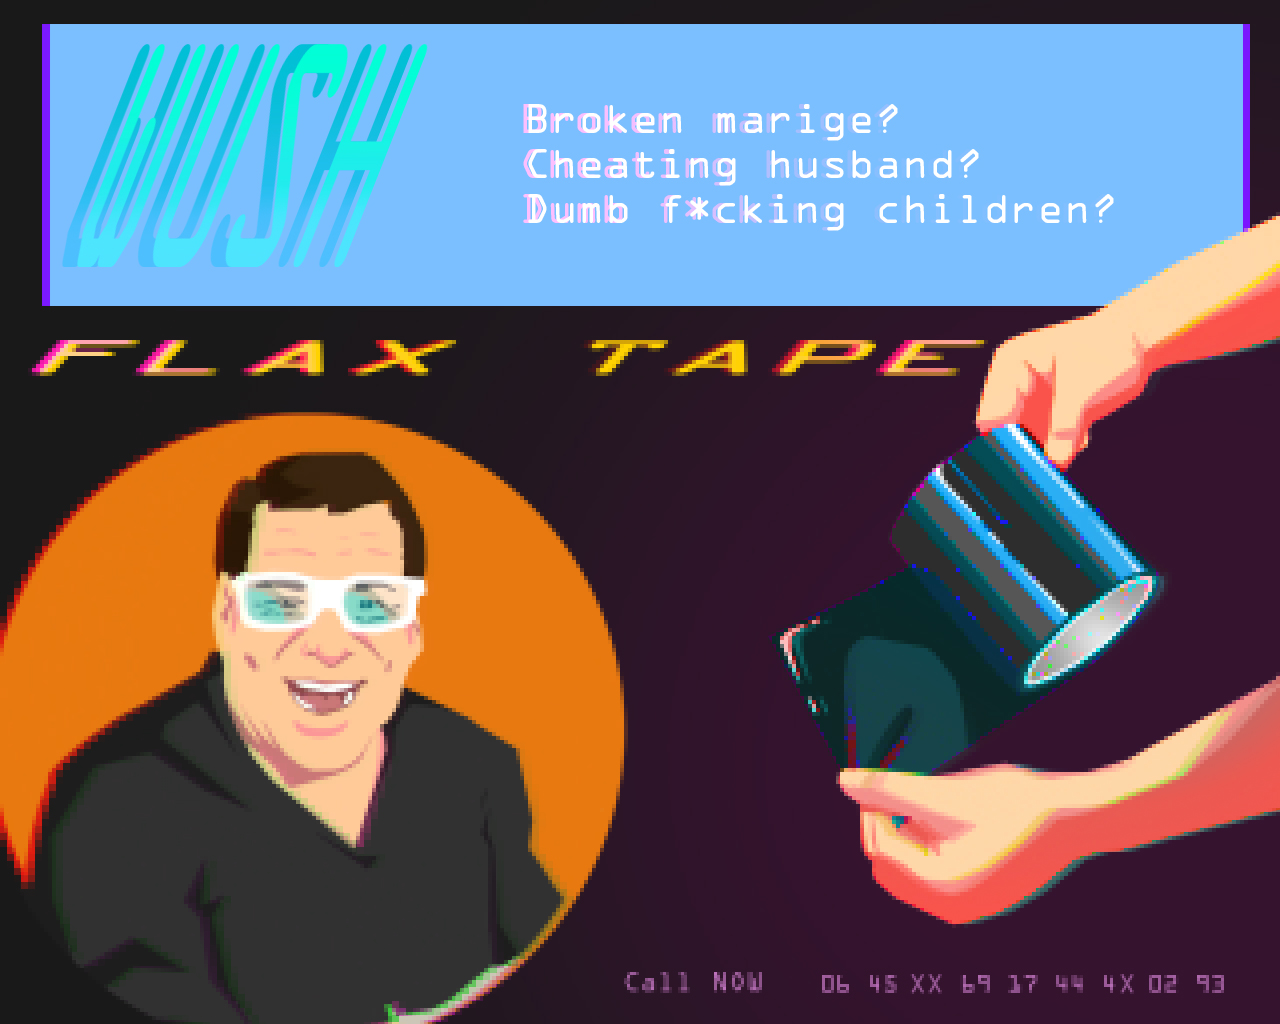 WUSH
Broken marige?
Cheating husband?
Dumb f*cking children?
FLAX TAPE
Call NOW 06 45 XX 69 17 44 4X 02 93